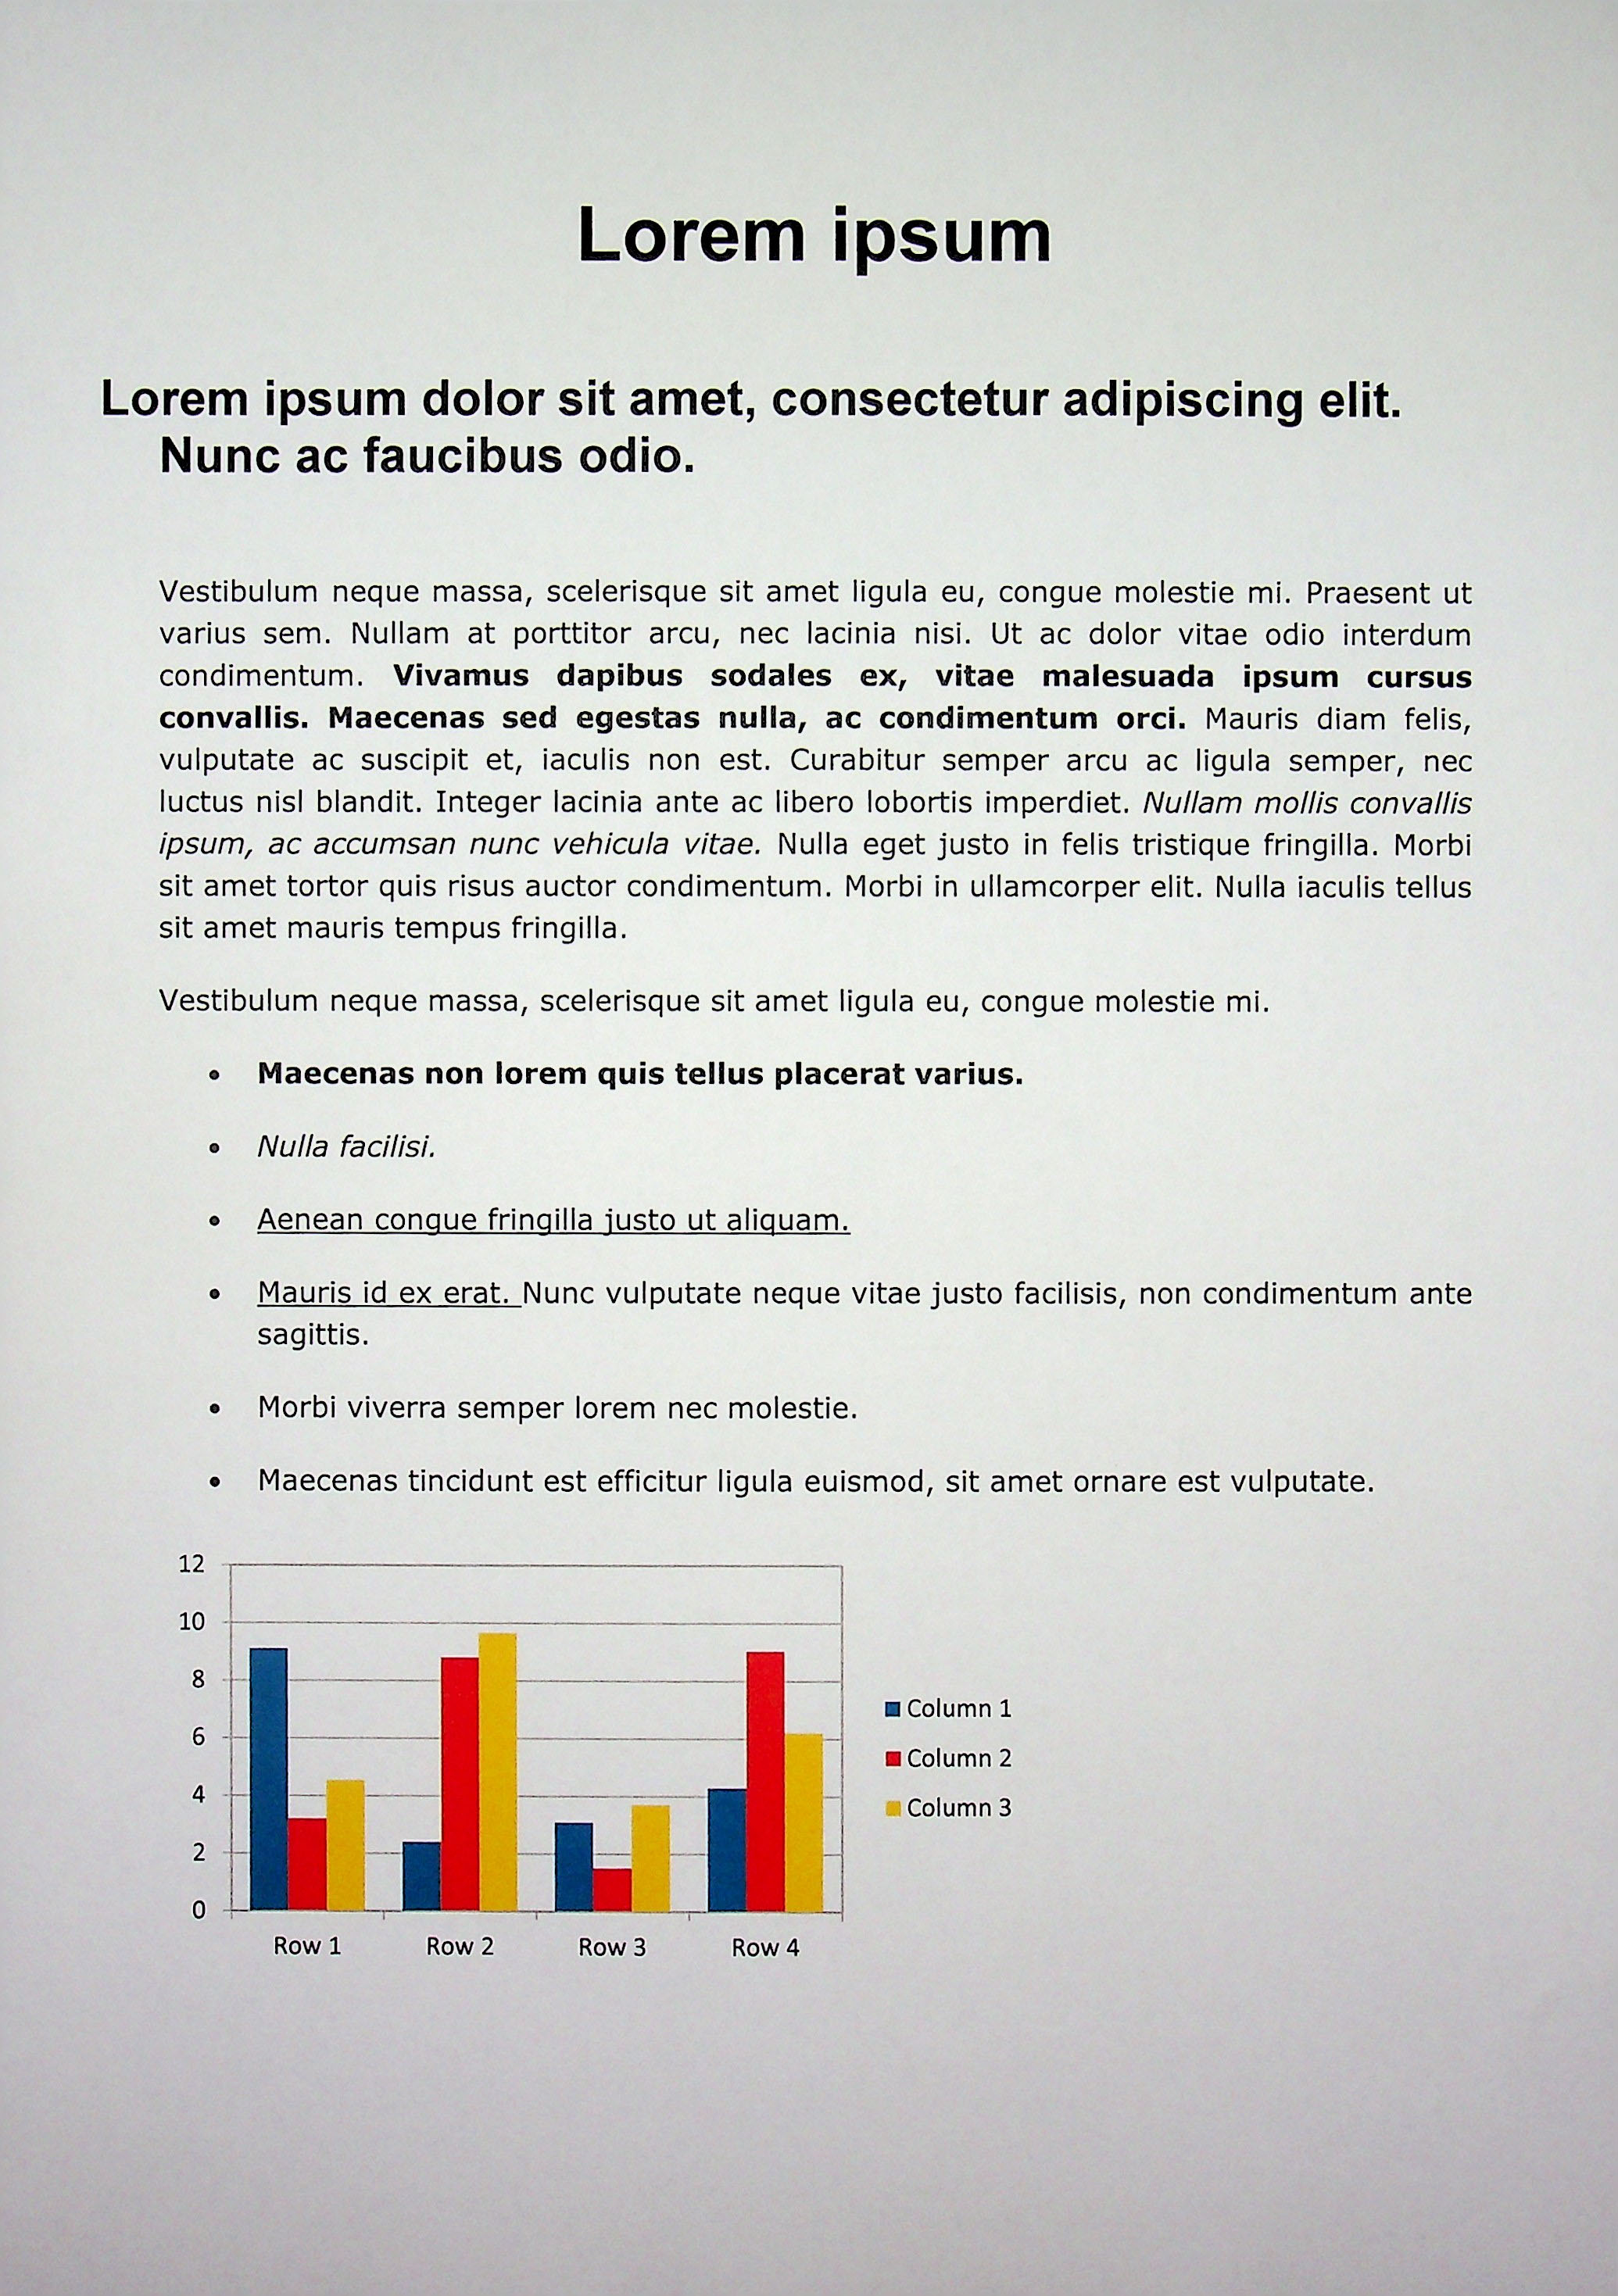 Lorem ipsum
Lorem ipsum dolor sit amet, consectetur adipiscing elit.
Nunc ac faucibus odio.
Vestibulum neque massa, scelerisque sit amet ligula eu, congue molestie mi. Praesent ut
varius sem. Nullam at porttitor arcu, nec lacinia nisi. Ut ac dolor vitae odio interdum
condimentum. Vivamus dapibus sodales ex, vitae malesuada ipsum cursus
convallis. Maecenas sed egestas nulla, ac condimentum orci. Mauris diam felis,
vulputate ac suscipit et, iaculis non est. Curabitur semper arcu ac ligula semper, nec
luctus nisl blandit. Integer lacinia ante ac libero lobortis imperdiet. Nullam mollis convallis
ipsum, ac accumsan nunc vehicula vitae. Nulla eget justo in felis tristique fringilla. Morbi
sit amet tortor quis risus auctor condimentum. Morbi in ullamcorper elit. Nulla iaculis tellus
sit amet mauris tempus fringilla.
Vestibulum neque massa, scelerisque sit amet ligula eu, congue molestie mi.
• Maecenas non lorem quis tellus placerat varius.
• Nulla facilisi.
• Aenean congue fringilla justo ut aliquam.
• Mauris id ex erat. Nunc vulputate neque vitae justo facilisis, non condimentum ante
sagittis.
• Morbi viverra semper lorem nec molestie.
• Maecenas tincidunt est efficitur ligula euismod, sit amet ornare est vulputate.
12
10
8
6
4
2
0
Row 1 Row 2 Row 3 Row 4
Column 1
Column 2
Column 3